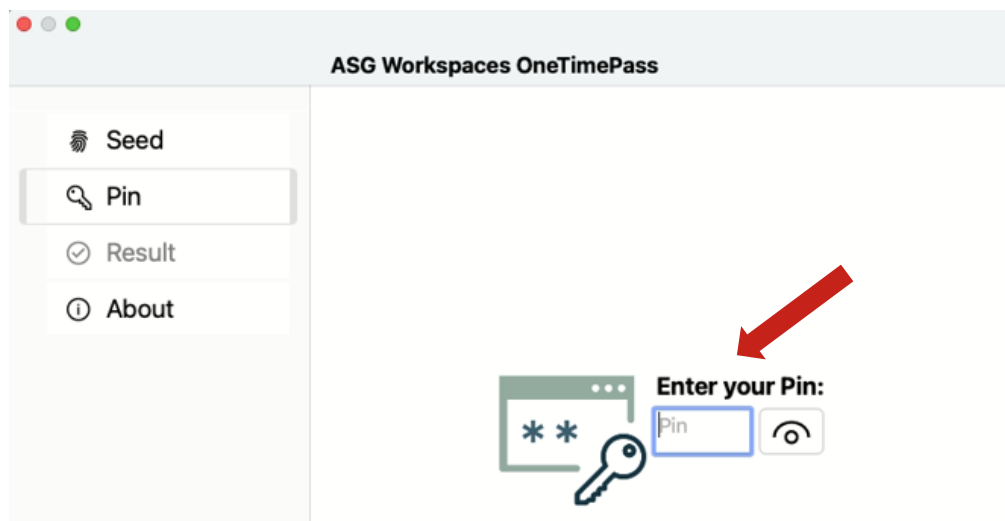 ASG Workspaces OneTimePass
Seed
Pin
Result
About
Enter your Pin:
Pin